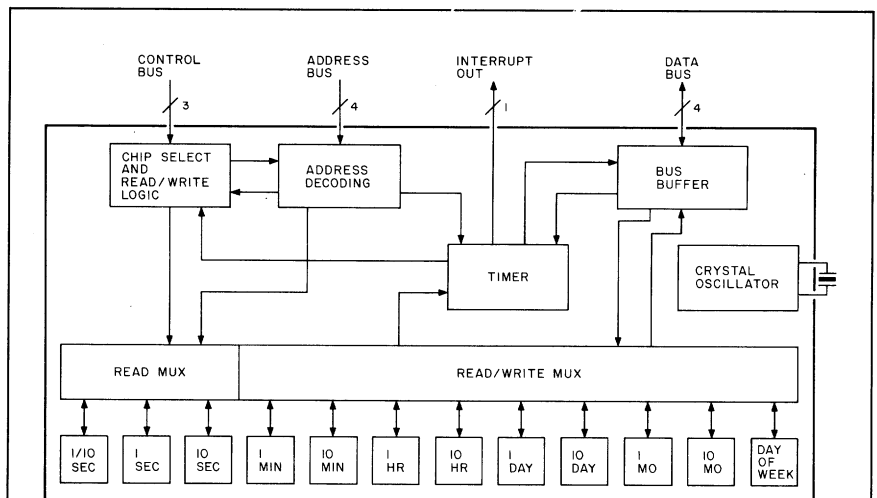 CONTROL
BUS
ADDRESS
BUS
INTERRUPT
OUT
DATA
BUS
3
4
1
4
CHIP SELECT
AND
READ/WRITE
LOGIC
ADDRESS
DECODING
BUS
BUFFER
TIMER
CRYSTAL
OSCILLATOR
READ MUX
READ/WRITE MUX
1/10
SEC
1
SEC
10
SEC
1
MIN
10
MIN
1
HR
10
HR
1
DAY
10
DAY
1
MO
10
MO
DAY
OF
WEEK